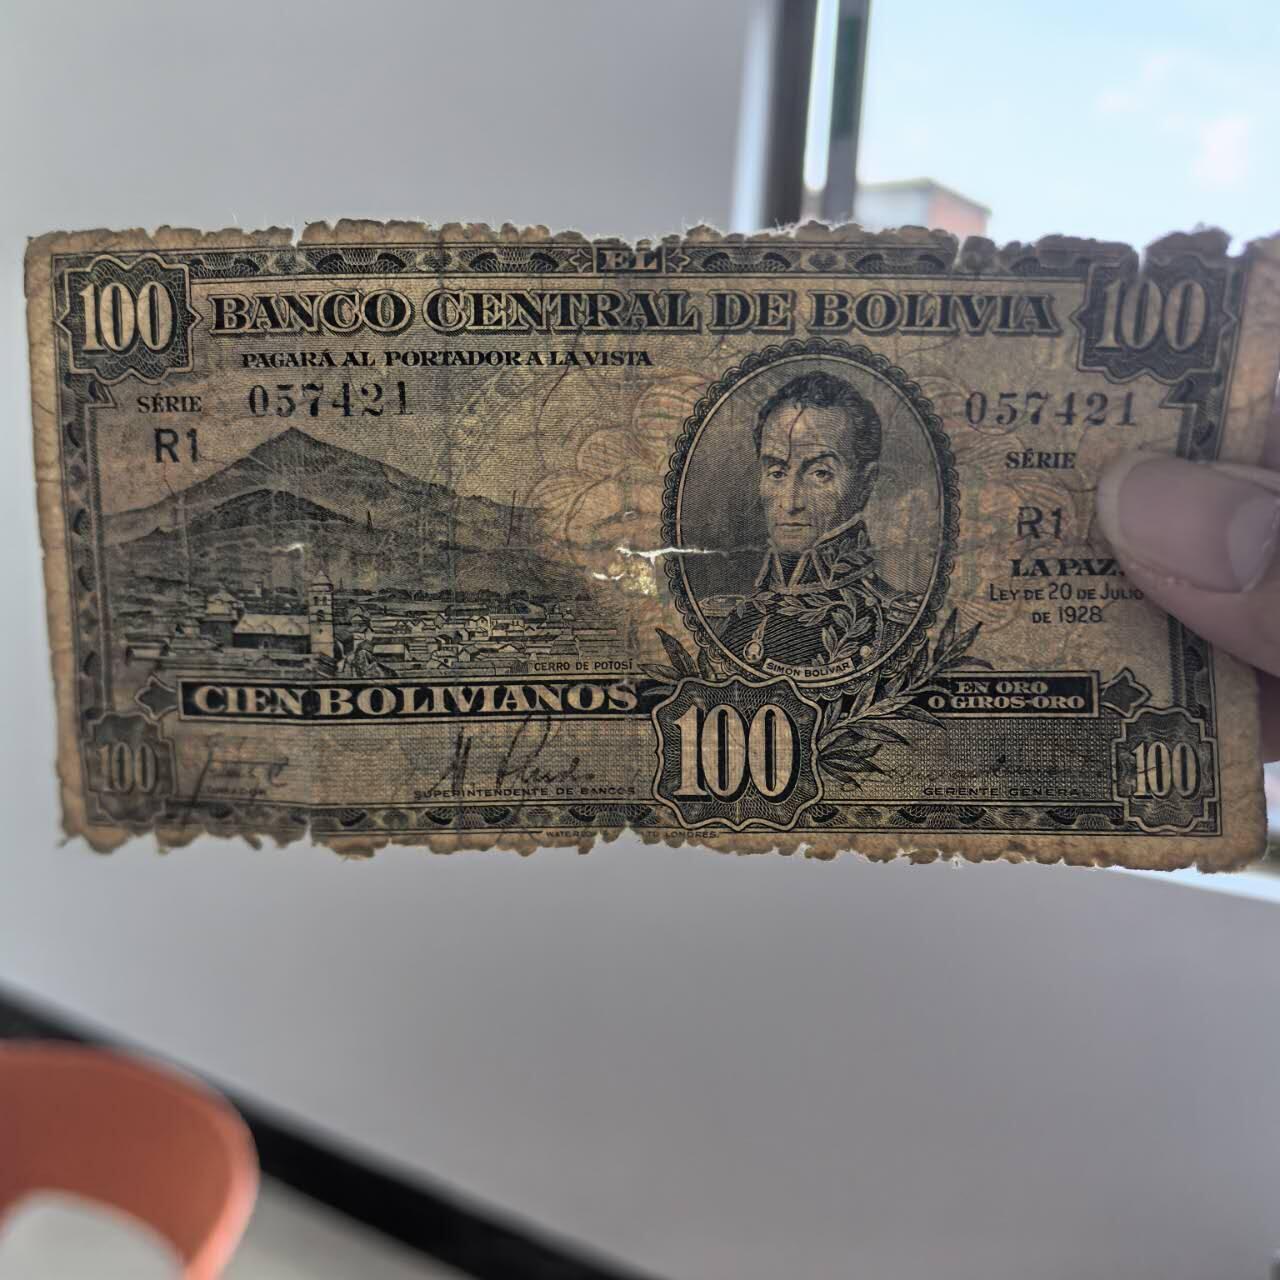 EL
100 BANCO CENTRAL DE BOLIVIA 100
PAGARÁ AL PORTADOR A LA VISTA
SÉRIE 057421
R1
057421
SÉRIE
R1
LA PAZ,
LEY DE 20 DE JULIO
DE 1928.
CERRO DE POTOSÍ
SIMON BOLIVAR
CIEN BOLIVIANOS
EN ORO
O GIROS-ORO
100 100 100
SUPERINTENDENTE DE BANCOS
GERENTE GENERAL
LONDRES.